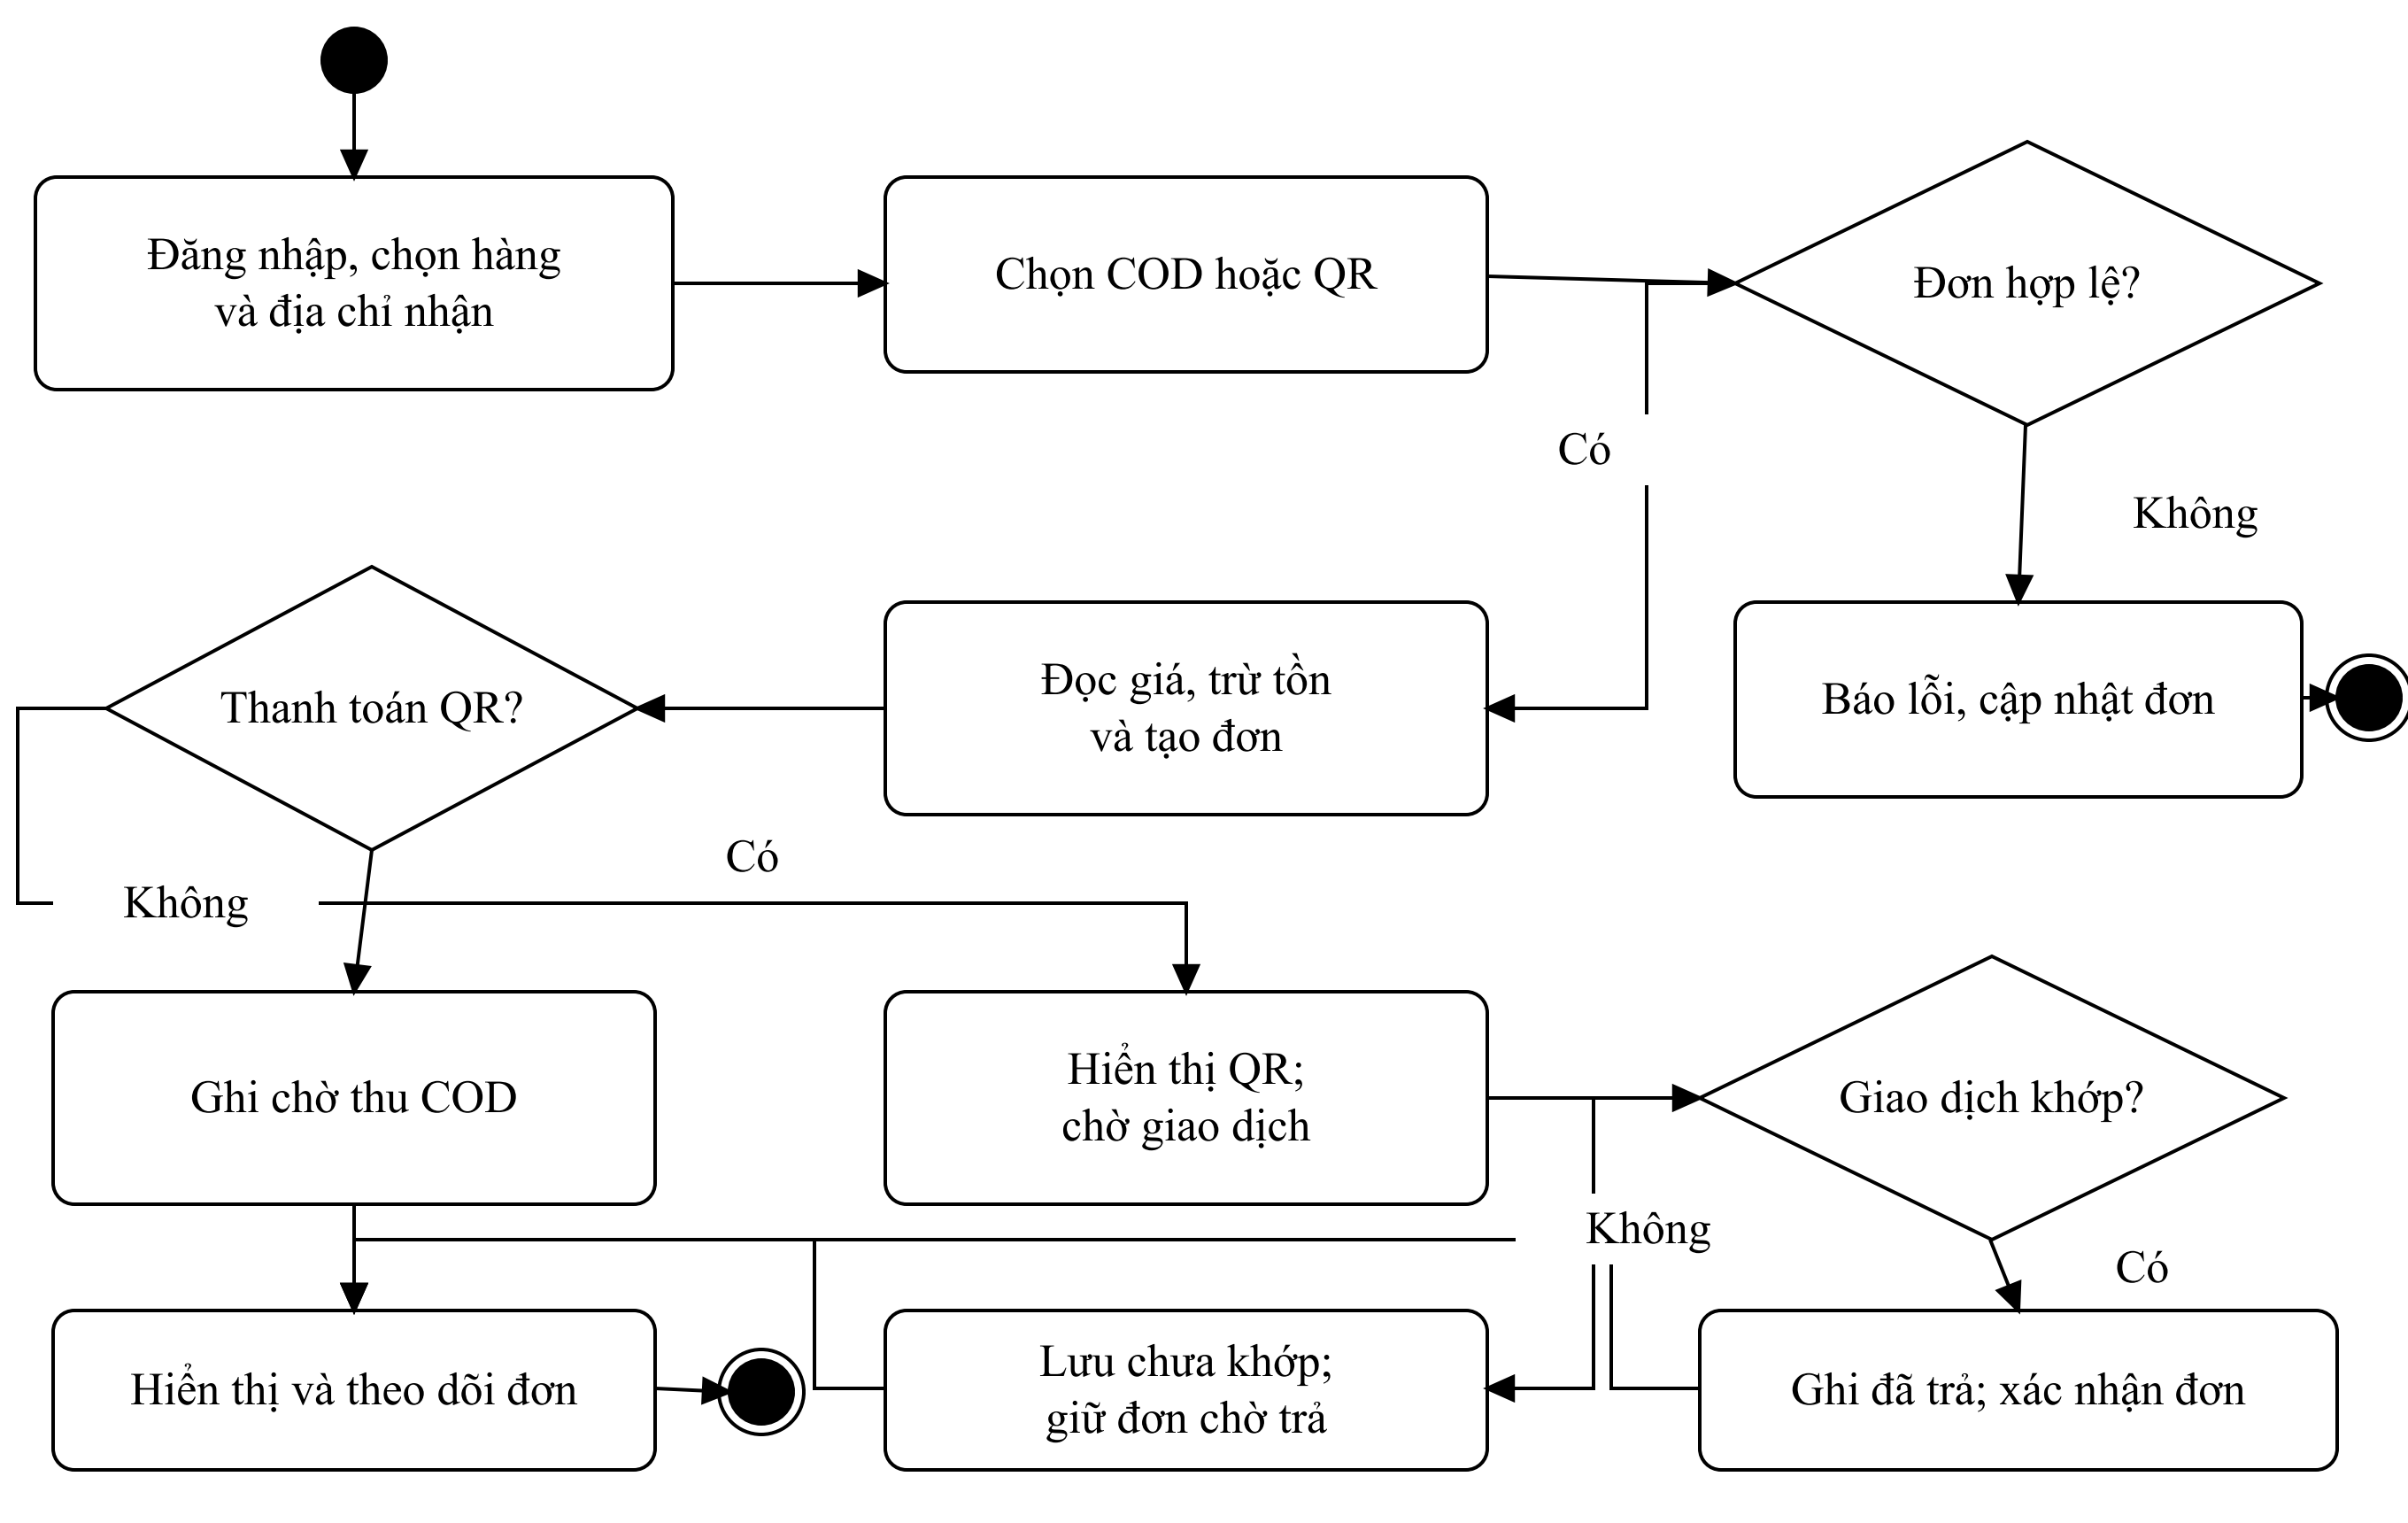 Đăng nhập, chọn hàng
và địa chỉ nhận
Chọn COD hoặc QR
Đơn hợp lệ?
Có
Không
Thanh toán QR?
Đọc giá, trừ tồn
và tạo đơn
Báo lỗi, cập nhật đơn
Có
Không
Ghi chờ thu COD
Hiển thị QR;
chờ giao dịch
Giao dịch khớp?
Không
Có
Hiển thị và theo dõi đơn
Lưu chưa khớp;
giữ đơn chờ trả
Ghi đã trả; xác nhận đơn